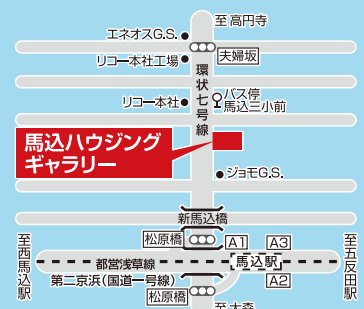 至高円寺
エネオスG.S.
夫婦坂
リコー本社工場
環状七号線
バス停
馬込三小前
リコー本社
馬込ハウジング
ギャラリー
ジョモG.S.
新馬込橋
松原橋
A1
A3
至西馬込駅
都営浅草線
馬込駅
至五反田駅
第二京浜(国道一号線)
A2
松原橋
至大森